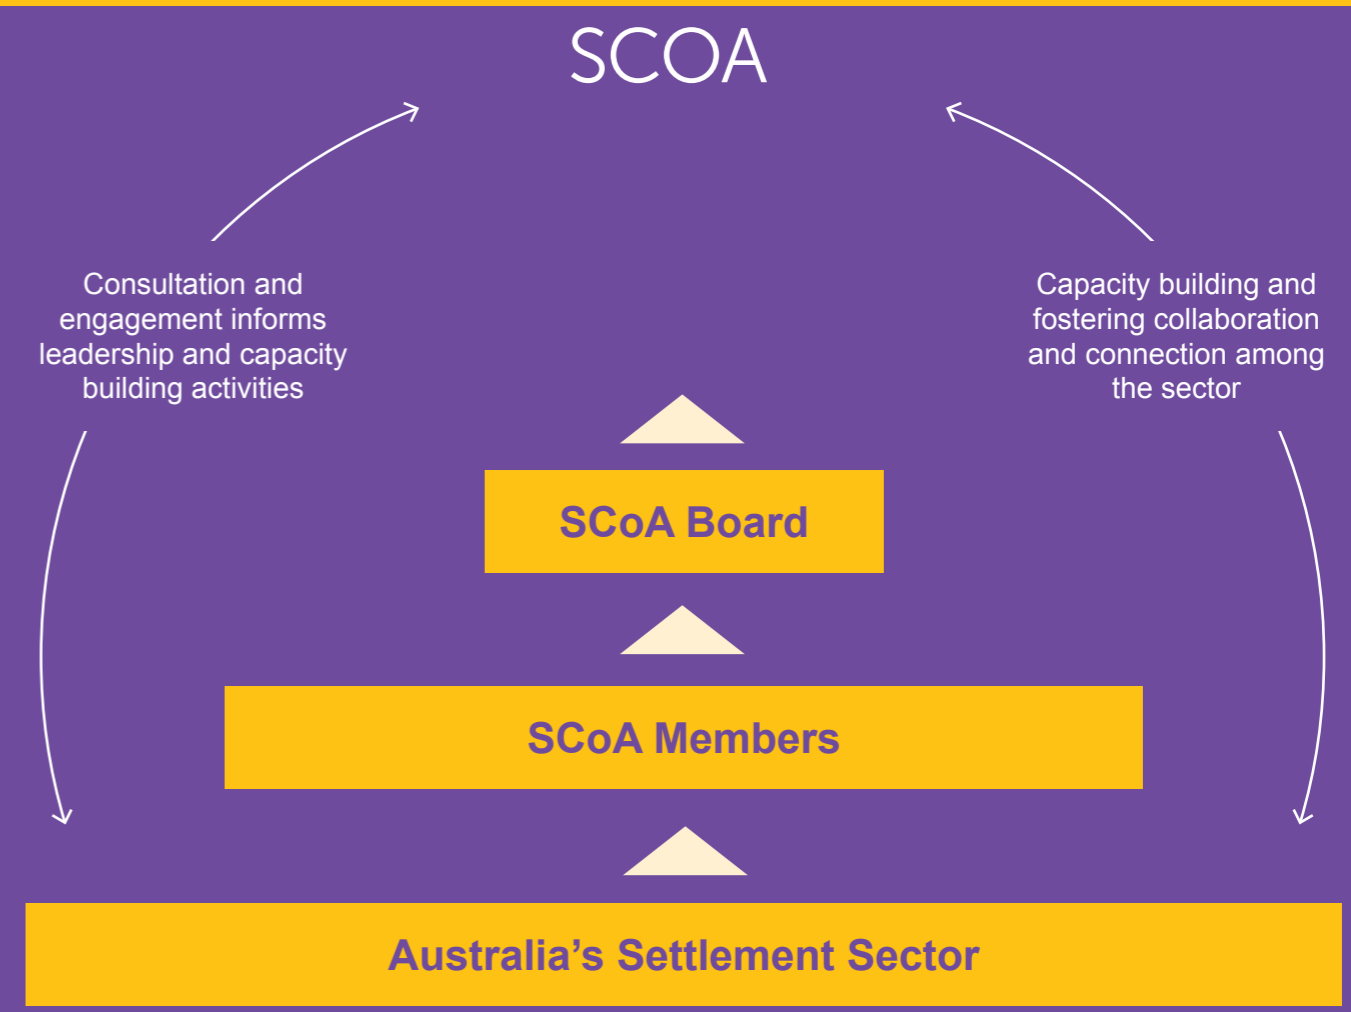 SCOA
Consultation and
engagement informs
leadership and capacity
building activities
Capacity building and
fostering collaboration
and connection among
the sector
SCoA Board
SCoA Members
Australia’s Settlement Sector